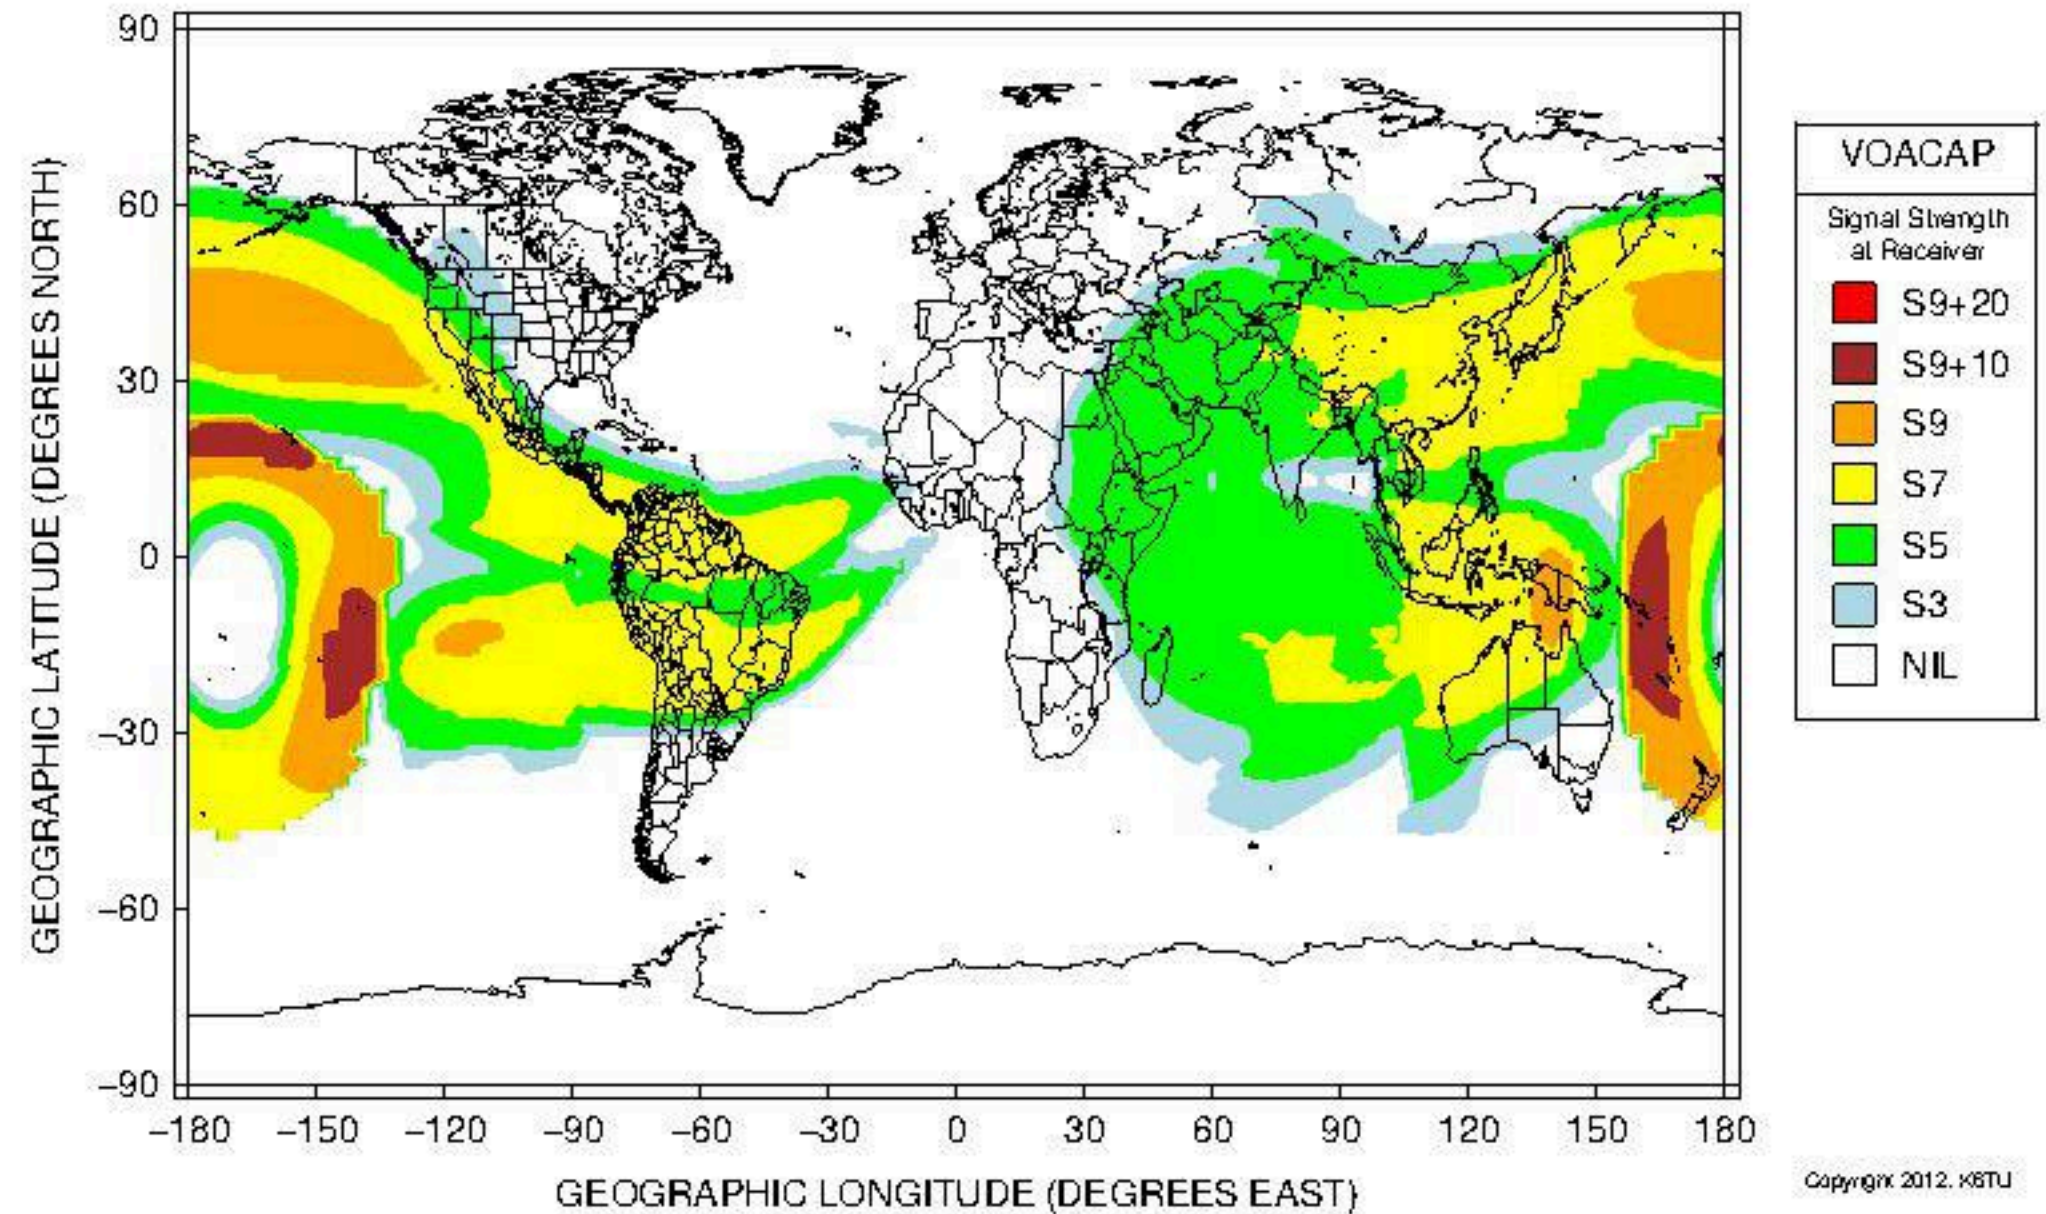 90
60
30
0
−30
−60
−90
GEOGRAPHIC LATITUDE (DEGREES NORTH)
−180 −150 −120 −90 −60 −30 0 30 60 90 120 150 180
GEOGRAPHIC LONGITUDE (DEGREES EAST)
VOACAP
Signal Strength
at Receiver
S9+20
S9+10
S9
S7
S5
S3
NIL
Copyright 2012, K6TU